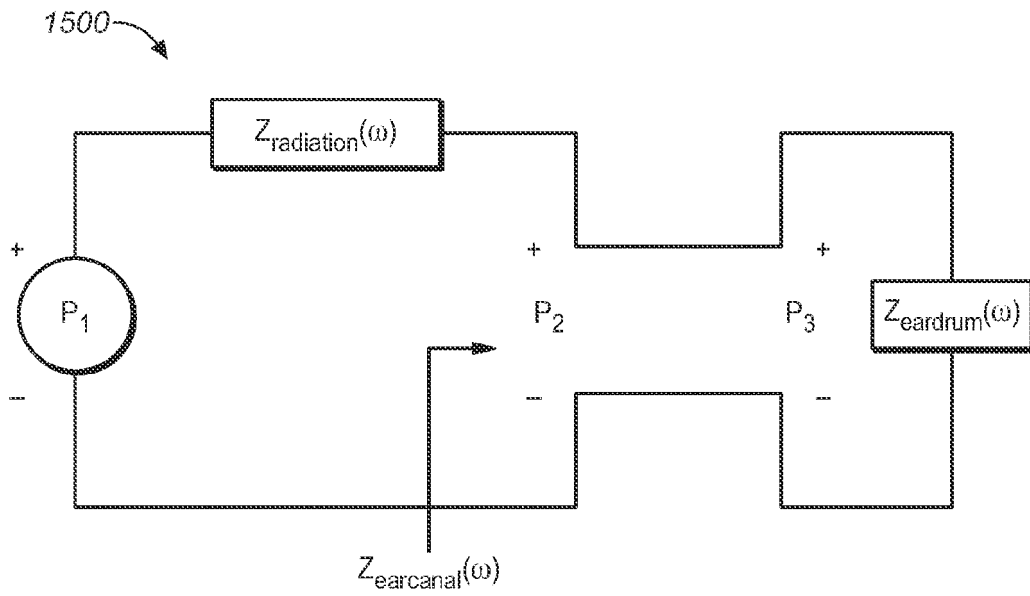 1500
Z_radiation(ω)
+ + +
P_1 P_2 P_3 Z_eardrum(ω)
− − −
Z_earcanal(ω)